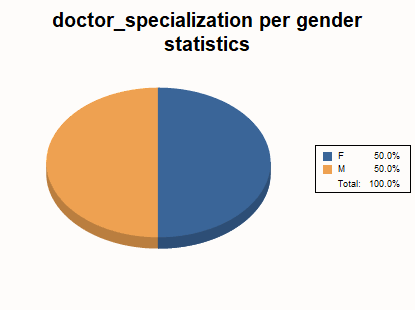 doctor_specialization per gender
statistics
F 50.0%
M 50.0%
Total: 100.0%